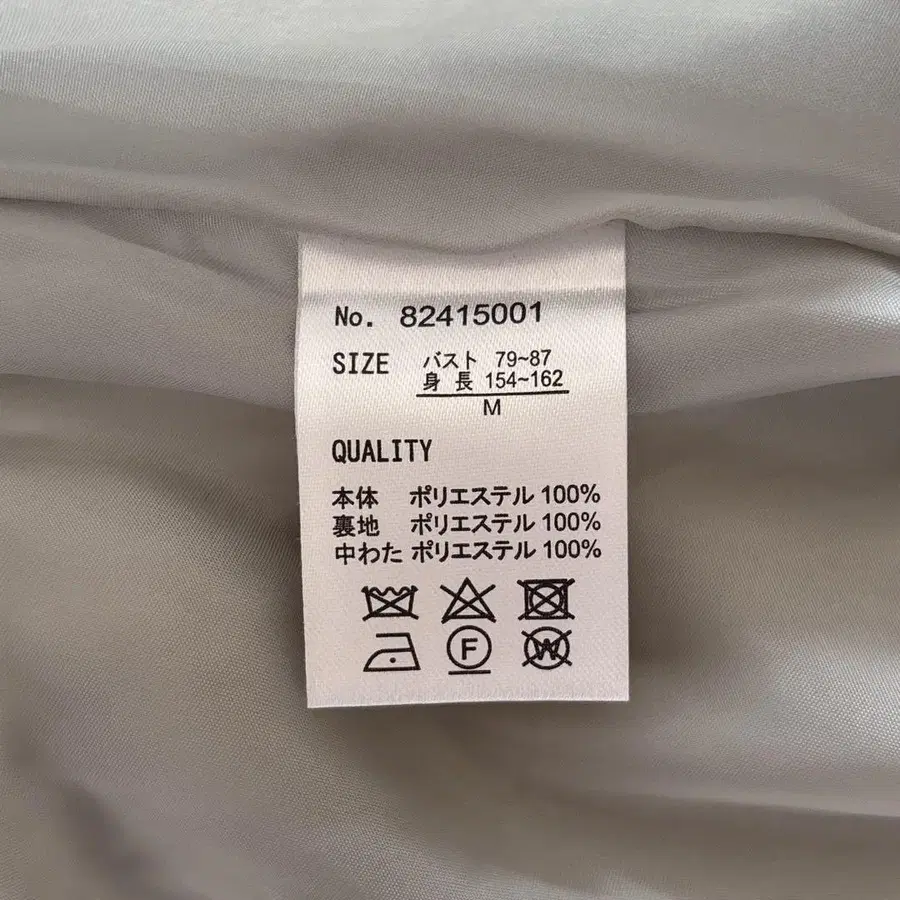 No. 82415001
SIZE バスト 79~87
身長 154~162
M
QUALITY
本体 ポリエステル 100%
裏地 ポリエステル 100%
中わた ポリエステル 100%
F
W